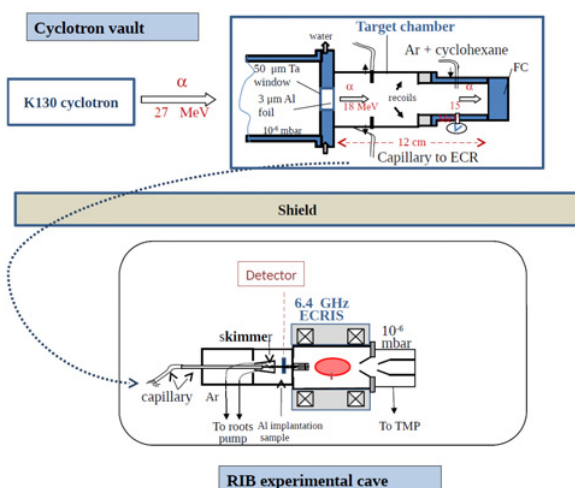 Cyclotron vault
water
Target chamber
Ar + cyclohexane
FC
50 μm Ta
window
3 μm Al
foil
10⁻⁶ mbar
α
18 MeV
recoils
α
15
K130 cyclotron
α
27 MeV
12 cm
Capillary to ECR
Shield
Detector
6.4 GHz
ECRIS
10⁻⁶
mbar
skimmer
capillary
Ar
To roots
pump
Al implantation
sample
To TMP
RIB experimental cave